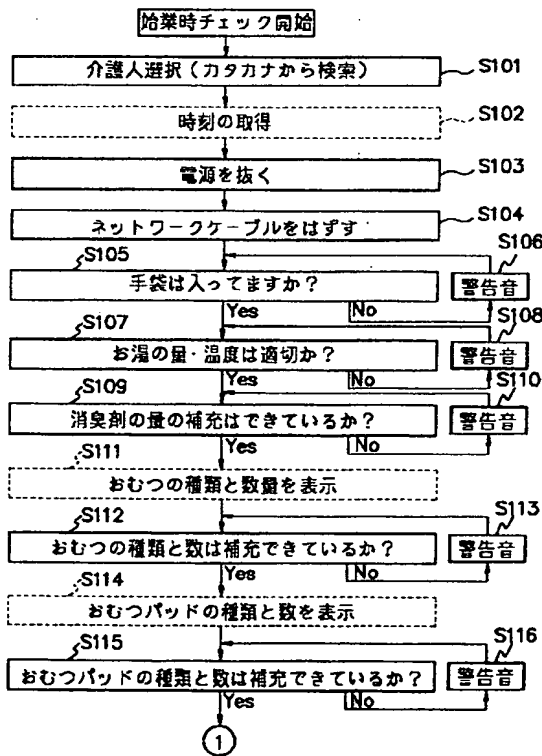 始業時チェック開始
介護人選択（カタカナから検索）
S101
時刻の取得
S102
電源を抜く
S103
ネットワークケーブルをはずす
S104
S105
S106
手袋は入ってますか？
警告音
Yes
No
S107
S108
お湯の量・温度は適切か？
警告音
Yes
No
S109
S110
消臭剤の量の補充はできているか？
警告音
Yes
No
S111
おむつの種類と数量を表示
S112
S113
おむつの種類と数は補充できているか？
警告音
Yes
No
S114
おむつパッドの種類と数を表示
S115
S116
おむつパッドの種類と数は補充できているか？
警告音
Yes
No
1